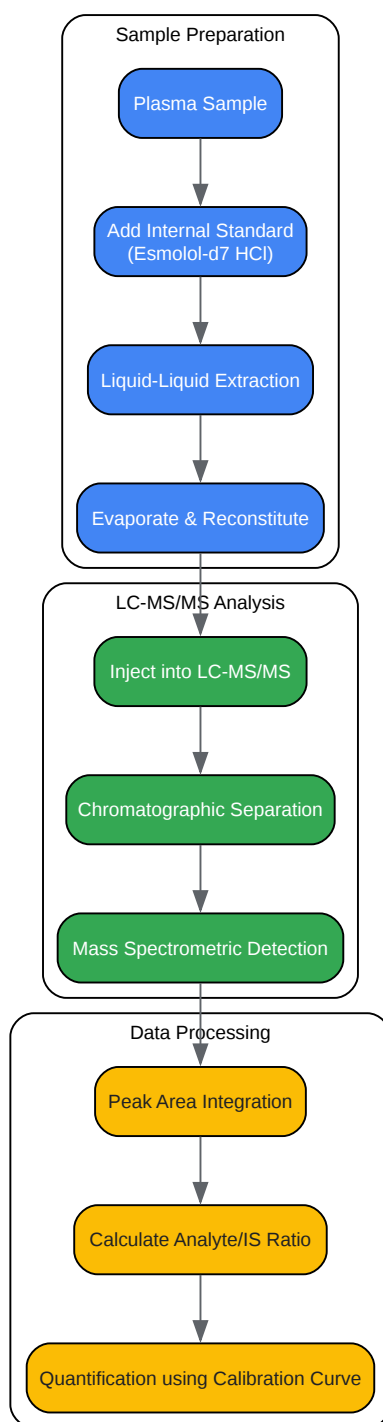 Sample Preparation
Plasma Sample
Add Internal Standard
(Esmolol-d7 HCl)
Liquid-Liquid Extraction
Evaporate & Reconstitute
LC-MS/MS Analysis
Inject into LC-MS/MS
Chromatographic Separation
Mass Spectrometric Detection
Data Processing
Peak Area Integration
Calculate Analyte/IS Ratio
Quantification using Calibration Curve